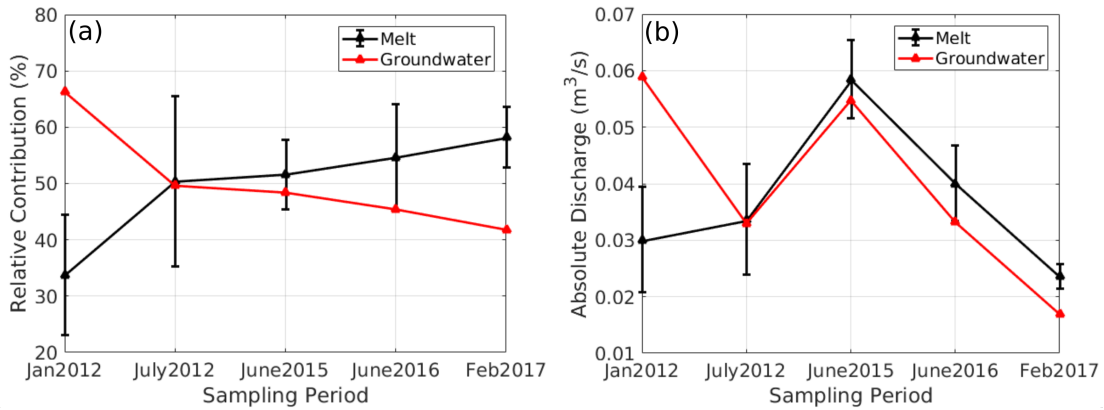 (a)
Melt
Groundwater
80
70
60
50
40
30
20
Relative Contribution (%)
Jan2012 July2012 June2015 June2016 Feb2017
Sampling Period
(b)
Melt
Groundwater
0.07
0.06
0.05
0.04
0.03
0.02
0.01
Absolute Discharge (m³/s)
Jan2012 July2012 June2015 June2016 Feb2017
Sampling Period